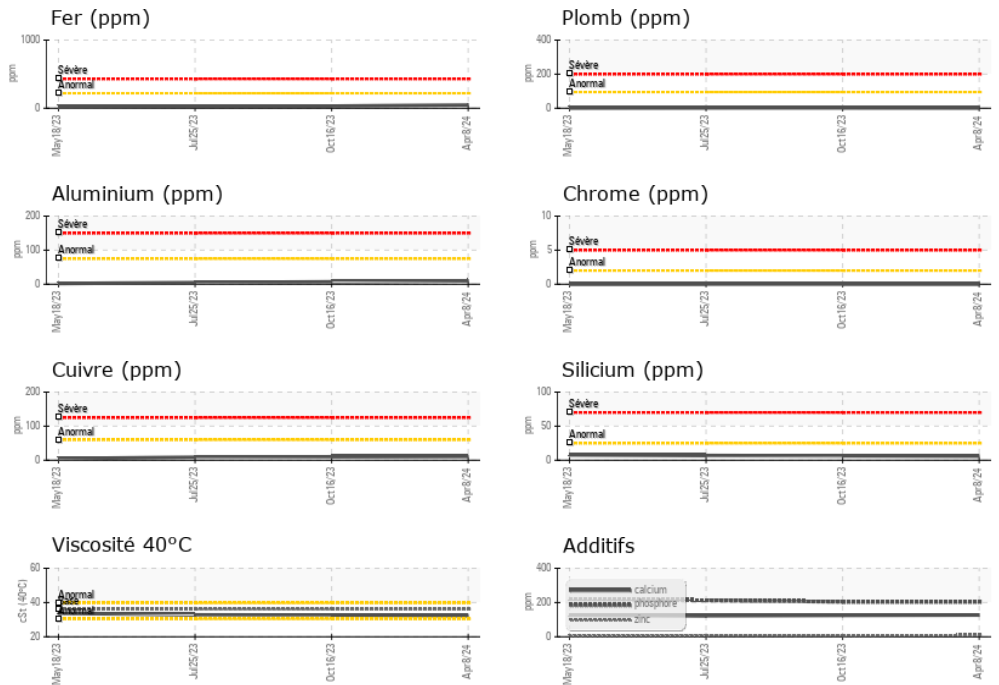 Fer (ppm)
1000
500
0
ppm
Sévère
Anormal
May18/23
Jul25/23
Oct16/23
Apr8/24
Plomb (ppm)
400
200
0
ppm
Sévère
Anormal
May18/23
Jul25/23
Oct16/23
Apr8/24
Aluminium (ppm)
200
100
0
ppm
Sévère
Anormal
May18/23
Jul25/23
Oct16/23
Apr8/24
Chrome (ppm)
10
5
0
ppm
Sévère
Anormal
May18/23
Jul25/23
Oct16/23
Apr8/24
Cuivre (ppm)
200
100
0
ppm
Sévère
Anormal
May18/23
Jul25/23
Oct16/23
Apr8/24
Silicium (ppm)
100
50
0
ppm
Sévère
Anormal
May18/23
Jul25/23
Oct16/23
Apr8/24
Viscosité 40°C
60
40
20
cSt (40°C)
Anormal
Base
Anormal
May18/23
Jul25/23
Oct16/23
Apr8/24
Additifs
400
200
0
ppm
calcium
phosphore
zinc
May18/23
Jul25/23
Oct16/23
Apr8/24